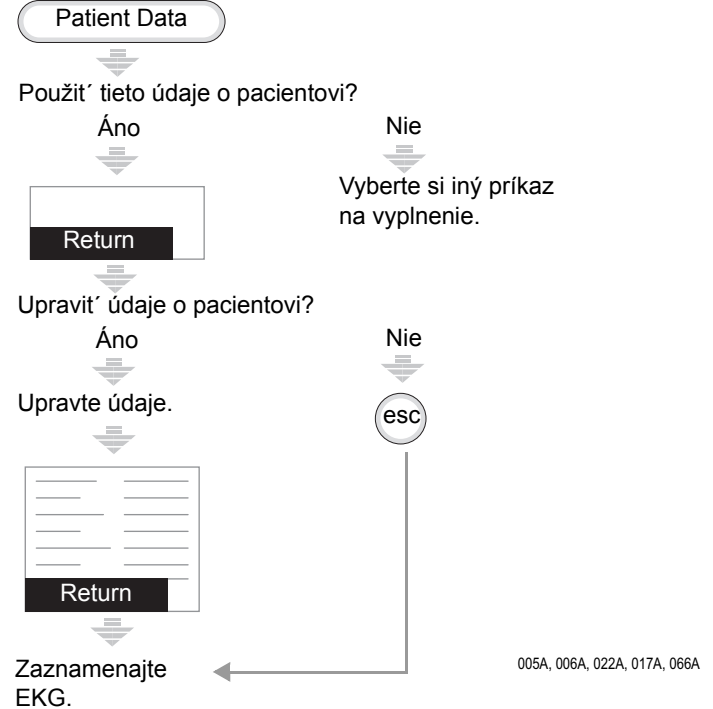 Patient Data
Použit´ tieto údaje o pacientovi?
Áno
Nie
Vyberte si iný príkaz
na vyplnenie.
Return
Upravit´ údaje o pacientovi?
Áno
Nie
Upravte údaje.
esc
Return
Zaznamenajte
EKG.
005A, 006A, 022A, 017A, 066A